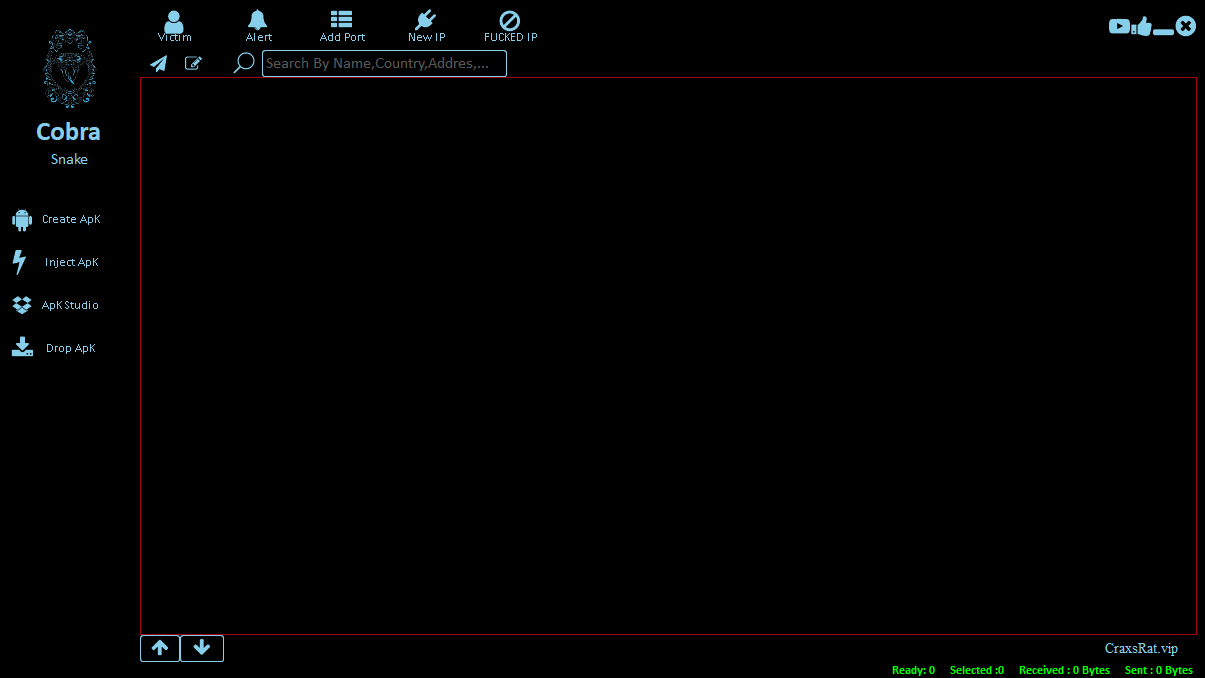 Victim Alert Add Port New IP FUCKED IP
Search By Name,Country,Addres,...
Cobra
Snake
Create ApK
Inject ApK
ApK Studio
Drop ApK
CraxsRat.vip
Ready: 0 Selected :0 Received : 0 Bytes Sent : 0 Bytes